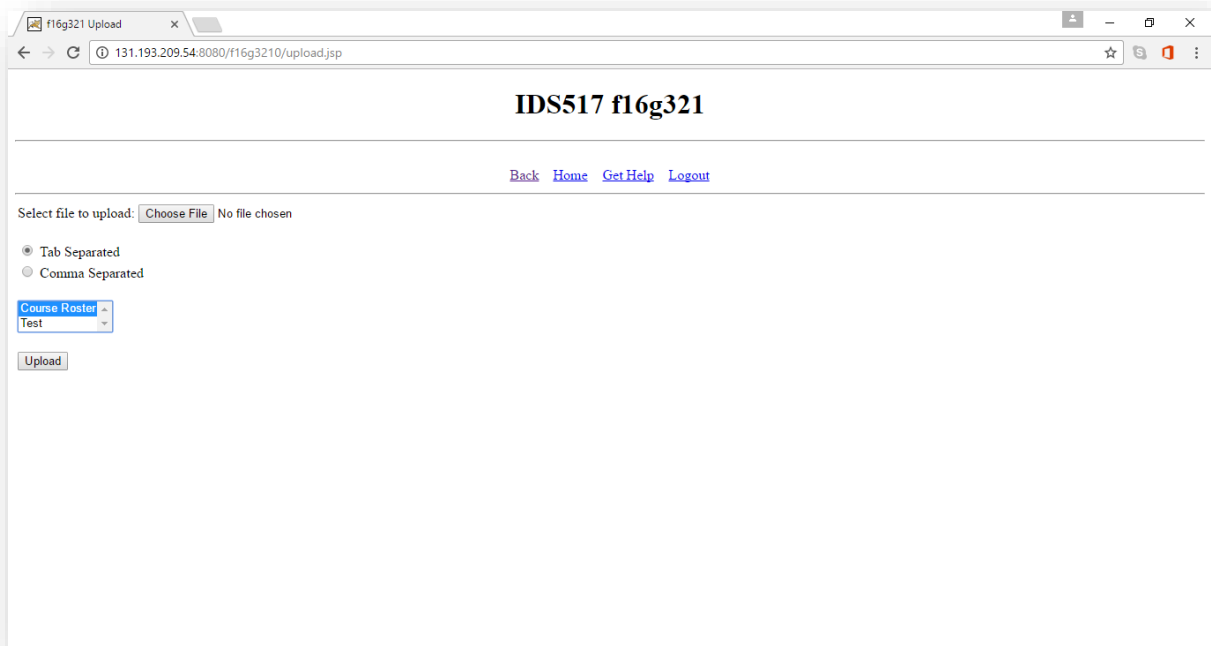 f16g321 Upload
131.193.209.54:8080/f16g3210/upload.jsp
IDS517 f16g321
Back Home Get Help Logout
Select file to upload: Choose File No file chosen
Tab Separated
Comma Separated
Course Roster
Test
Upload